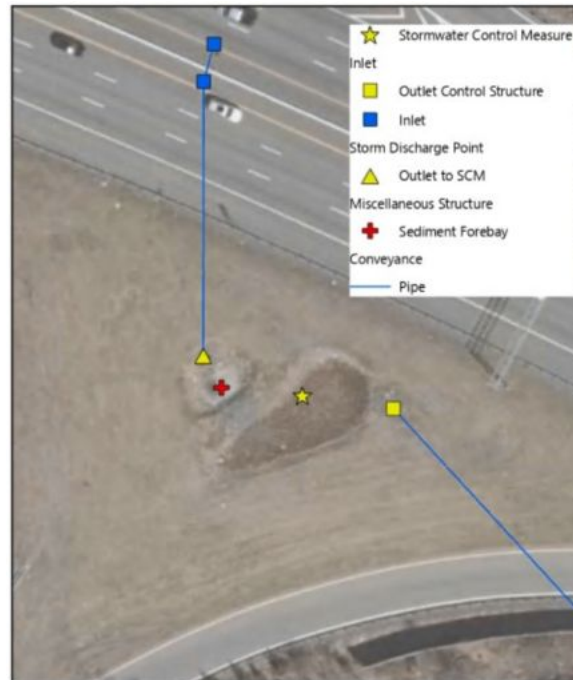 Stormwater Control Measure
Inlet
Outlet Control Structure
Inlet
Storm Discharge Point
Outlet to SCM
Miscellaneous Structure
Sediment Forebay
Conveyance
Pipe